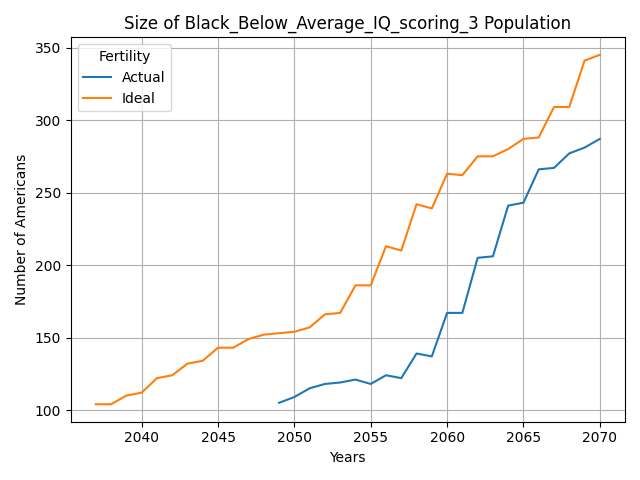 Size of Black_Below_Average_IQ_scoring_3 Population
Fertility
Actual
Ideal
350
300
250
200
150
100
Number of Americans
2040 2045 2050 2055 2060 2065 2070
Years